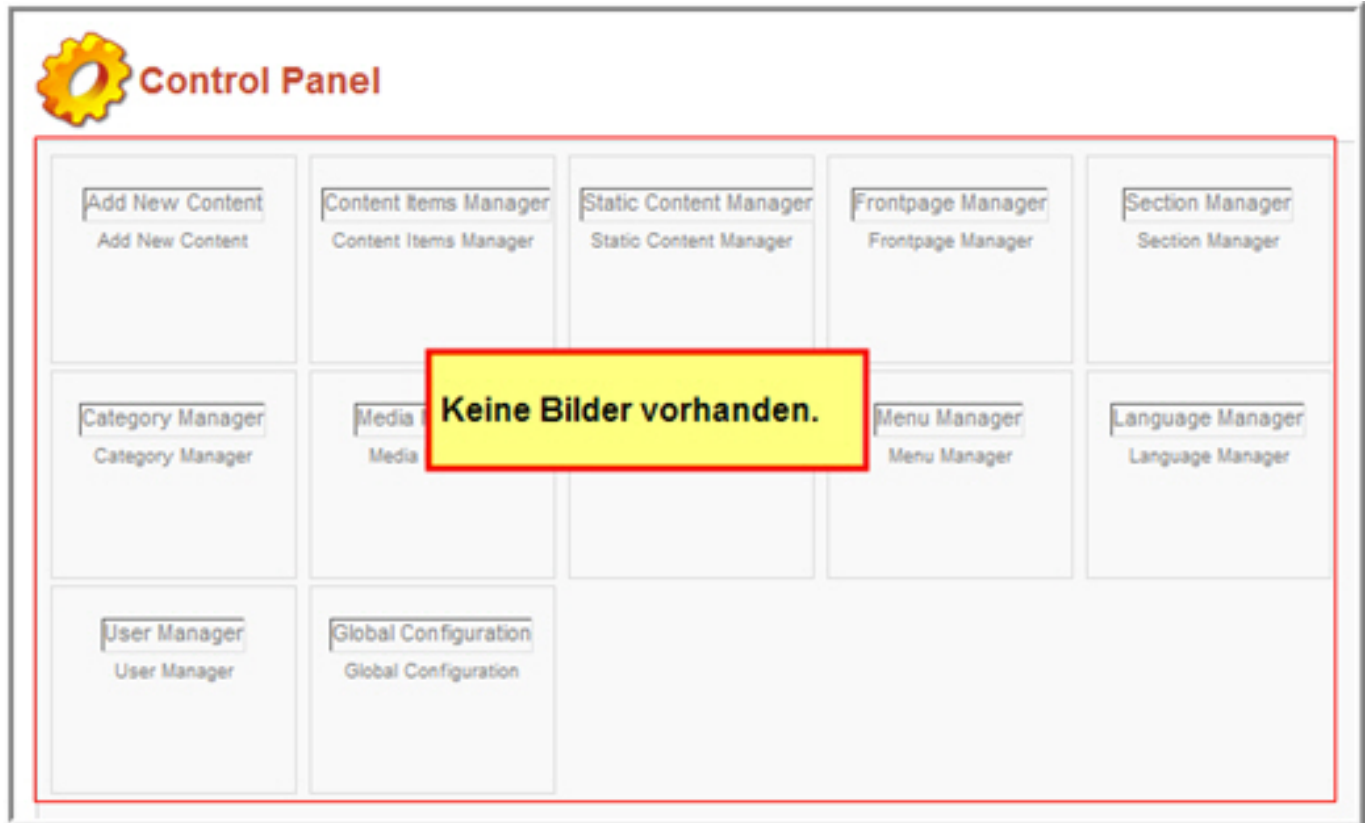 Control Panel
Add New Content Content Items Manager Static Content Manager Frontpage Manager Section Manager
Add New Content Content Items Manager Static Content Manager Frontpage Manager Section Manager
Keine Bilder vorhanden.
Category Manager Media Menu Manager Language Manager
Category Manager Media Menu Manager Language Manager
User Manager Global Configuration
User Manager Global Configuration